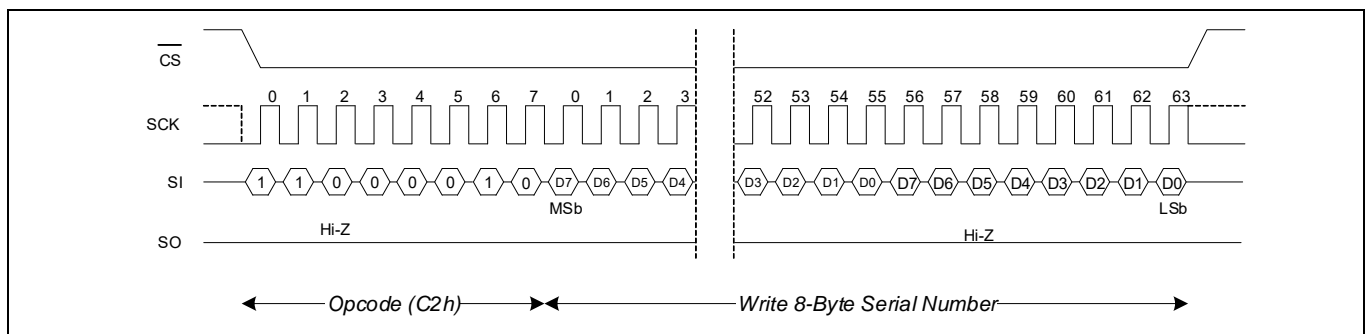 CS
0 1 2 3 4 5 6 7 0 1 2 3 52 53 54 55 56 57 58 59 60 61 62 63
SCK
SI 1 1 0 0 0 0 1 0 D7 D6 D5 D4 D3 D2 D1 D0 D7 D6 D5 D4 D3 D2 D1 D0
MSb LSb
Hi-Z Hi-Z
SO
Opcode (C2h) Write 8-Byte Serial Number